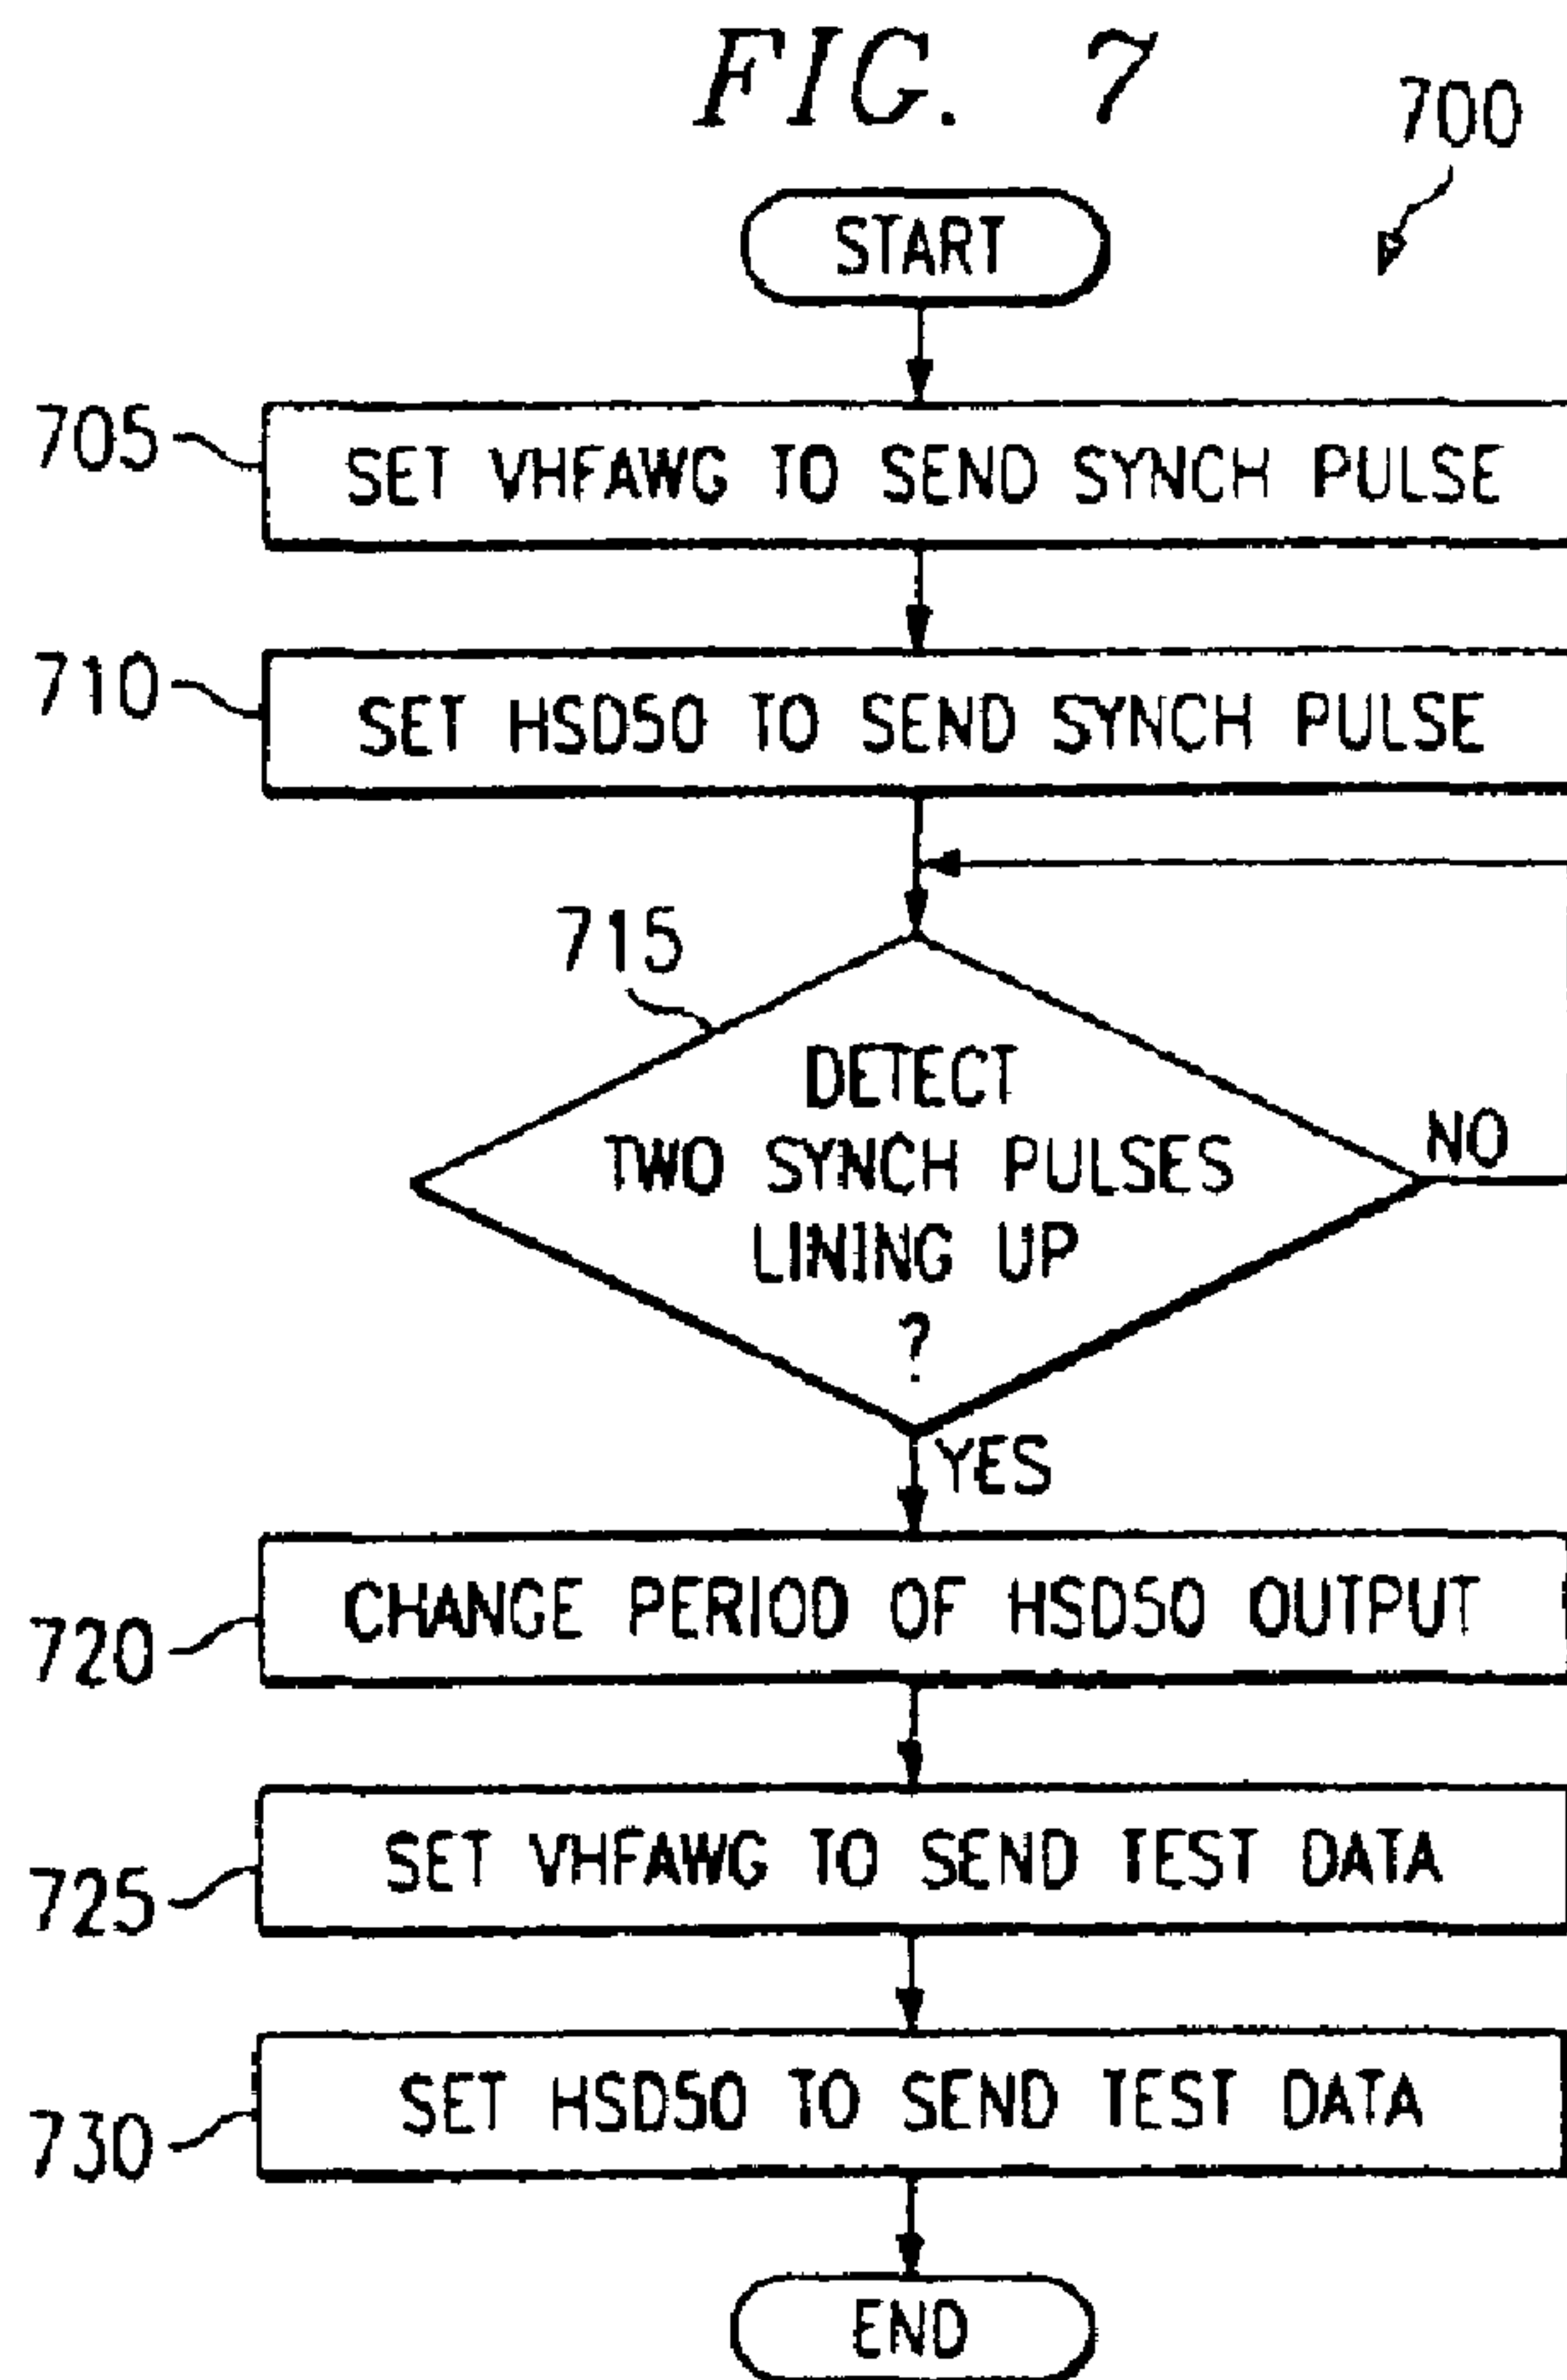 FIG. 7
700
START
705
SET VHFAWG TO SEND SYNCH PULSE
710
SET HSD50 TO SEND SYNCH PULSE
715
DETECT
TWO SYNCH PULSES
LINING UP
?
NO
YES
720
CHANGE PERIOD OF HSD50 OUTPUT
725
SET VHFAWG TO SEND TEST DATA
730
SET HSD50 TO SEND TEST DATA
END